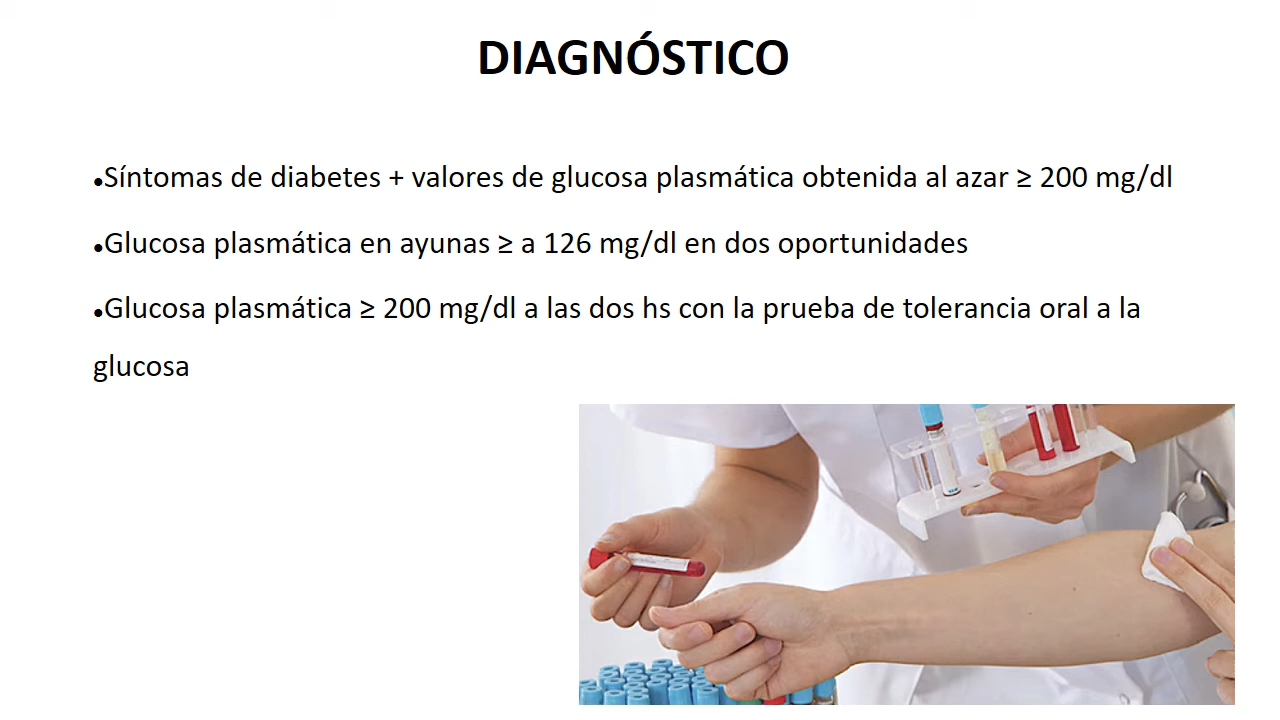 DIAGNÓSTICO
•Síntomas de diabetes + valores de glucosa plasmática obtenida al azar ≥ 200 mg/dl
•Glucosa plasmática en ayunas ≥ a 126 mg/dl en dos oportunidades
•Glucosa plasmática ≥ 200 mg/dl a las dos hs con la prueba de tolerancia oral a la
glucosa